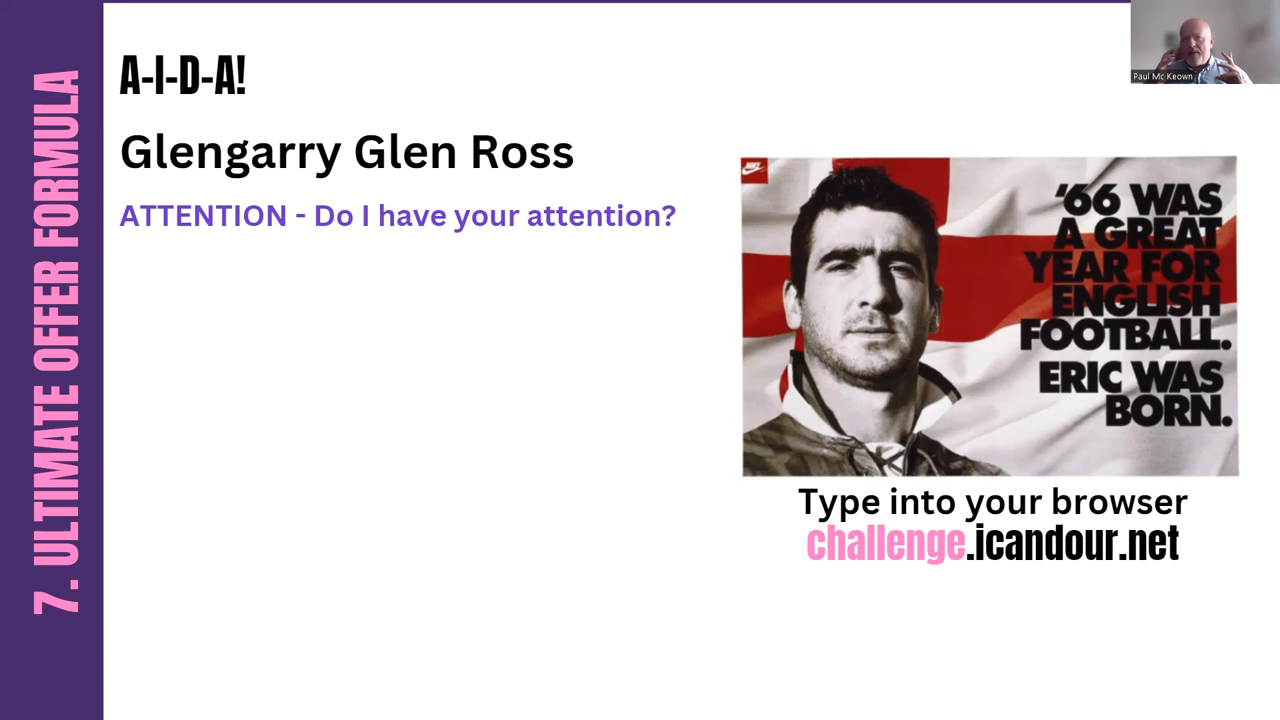 7. ULTIMATE OFFER FORMULA
A-I-D-A!
Glengarry Glen Ross
ATTENTION - Do I have your attention?
Paul Mc Keown
NIKE
‘66 WAS
A GREAT
YEAR FOR
ENGLISH
FOOTBALL.
ERIC WAS
BORN.
Type into your browser
challenge.icandour.net